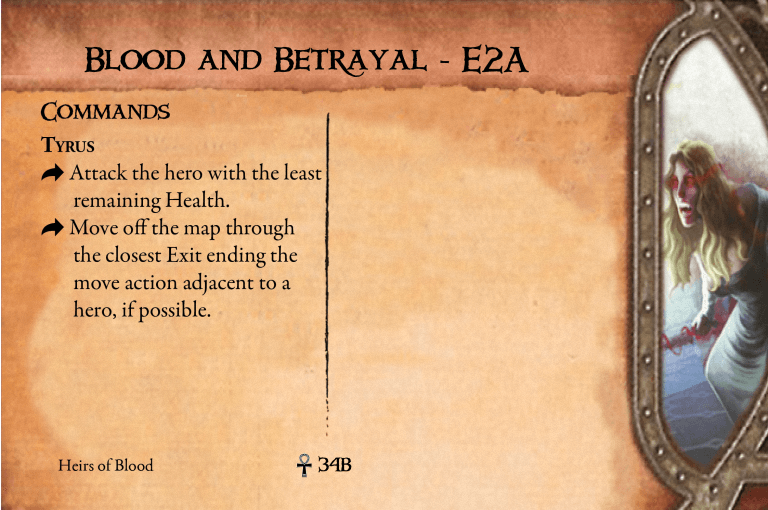 Blood and Betrayal - E2A
Commands
Tyrus
Attack the hero with the least
remaining Health.
Move off the map through
the closest Exit ending the
move action adjacent to a
hero, if possible.
Heirs of Blood
34B